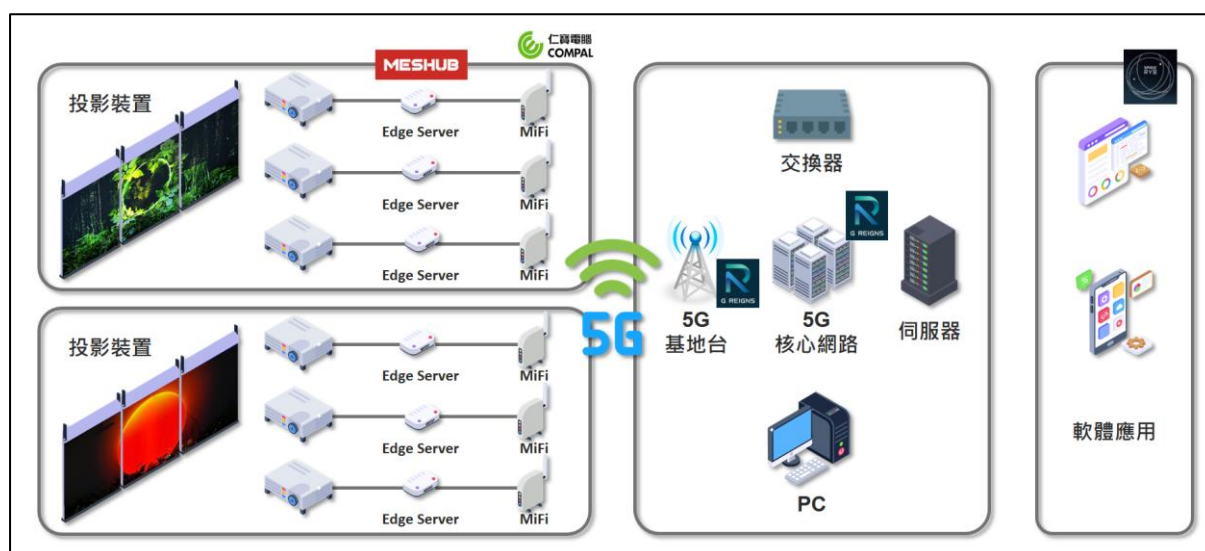 仁寶電腦
COMPAL
MESHUB
投影裝置
Edge Server
MiFi
Edge Server
MiFi
Edge Server
MiFi
投影裝置
Edge Server
MiFi
Edge Server
MiFi
Edge Server
MiFi
5G
交換器
R
G REIGNS
R
G REIGNS
5G
基地台
5G
核心網路
伺服器
PC
軟體應用